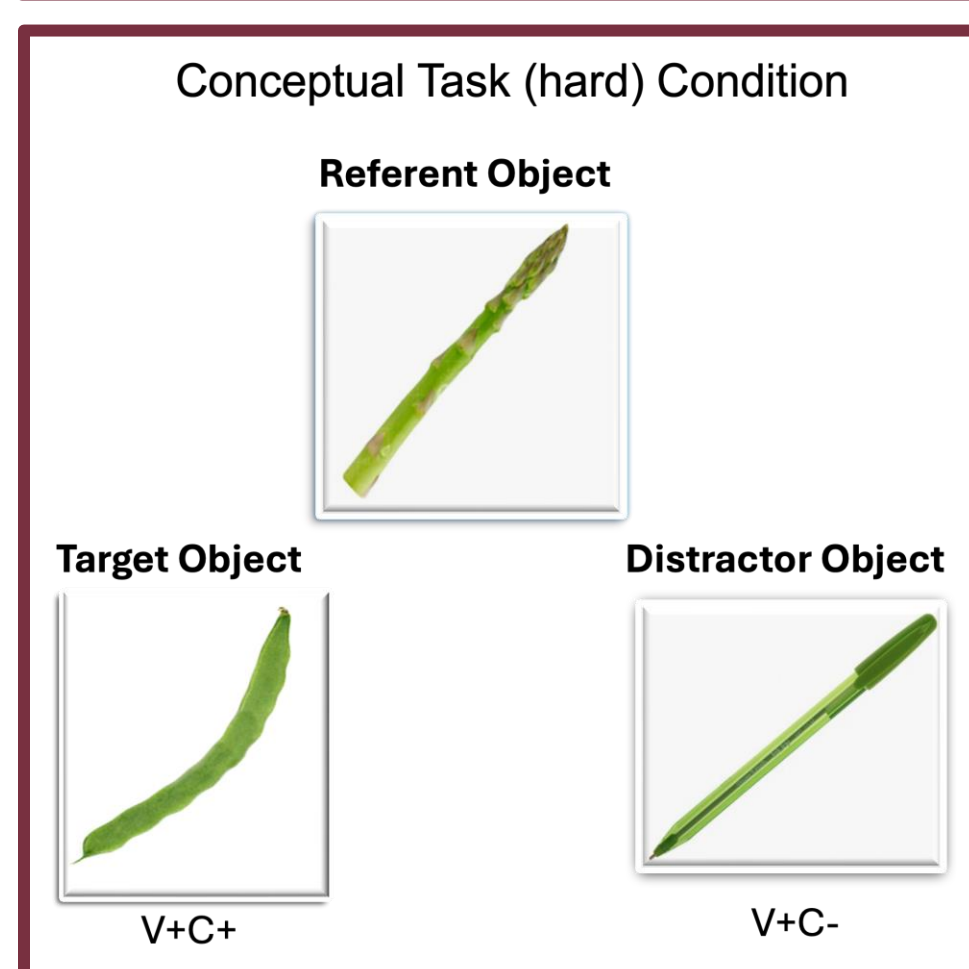 Conceptual Task (hard) Condition
Referent Object
Target Object
Distractor Object
V+C+
V+C-